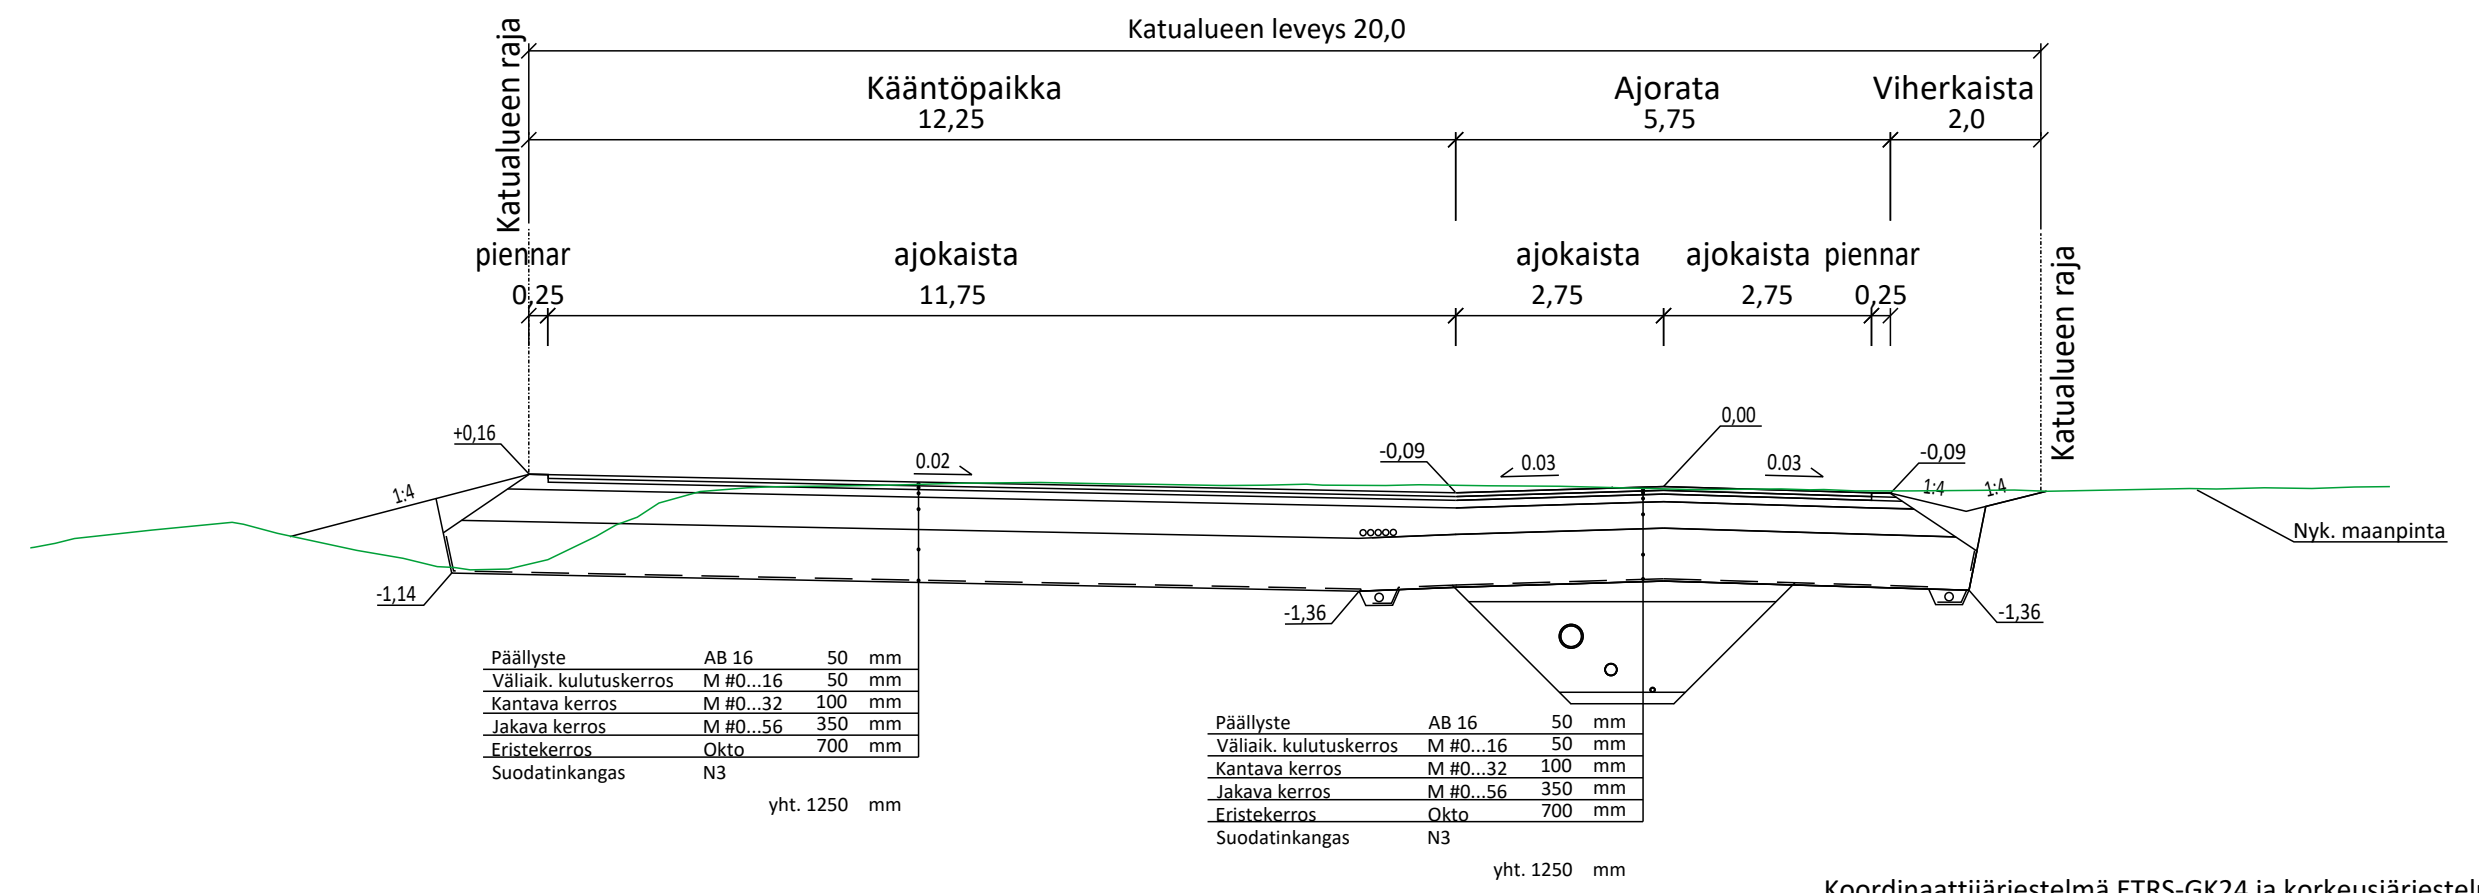 Katualueen leveys 20,0
Katualueen raja
Kääntöpaikka
12,25
Ajorata
5,75
Viherkaista
2,0
piennar
0,25
ajokaista
11,75
ajokaista
2,75
ajokaista
2,75
piennar
0,25
Katualueen raja
+0,16
1:4
0.02
-0,09
0.03
0,00
0.03
-0,09
1:4
1:4
Nyk. maanpinta
-1,14
-1,36
-1,36
Päällyste AB 16 50 mm
Väliaik. kulutuskerros M #0...16 50 mm
Kantava kerros M #0...32 100 mm
Jakava kerros M #0...56 350 mm
Eristekerros Okto 700 mm
Suodatinkangas N3
yht. 1250 mm
Päällyste AB 16 50 mm
Väliaik. kulutuskerros M #0...16 50 mm
Kantava kerros M #0...32 100 mm
Jakava kerros M #0...56 350 mm
Eristekerros Okto 700 mm
Suodatinkangas N3
yht. 1250 mm
Koordinaattijärjestelmä ETRS-GK24 ja